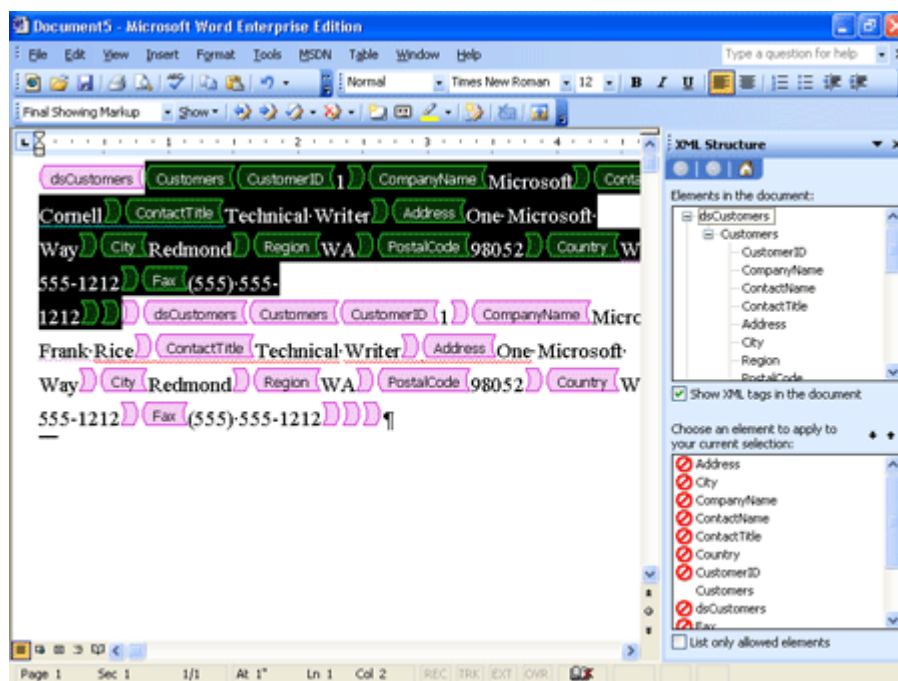 Document5 - Microsoft Word Enterprise Edition
File Edit View Insert Format Tools MSDN Table Window Help Type a question for help
Normal Times New Roman 12 B I U
Final Showing Markup Show
XML Structure
Elements in the document:
dsCustomers
Customers
CustomerID
CompanyName
ContactName
ContactTitle
Address
City
Region
PostalCode
Show XML tags in the document
Choose an element to apply to
your current selection:
Address
City
CompanyName
ContactName
ContactTitle
Country
CustomerID
Customers
dsCustomers
Fax
List only allowed elements
1 2 3 4
dsCustomers Customers CustomerID 1 CompanyName Microsoft Conta
Cornell ContactTitle Technical·Writer Address One·Microsoft·
Way City Redmond Region WA PostalCode 98052 Country W
555-1212 Fax (555)·555-
1212 dsCustomers Customers CustomerID 1 CompanyName Micro
Frank·Rice ContactTitle Technical·Writer Address One·Microsoft·
Way City Redmond Region WA PostalCode 98052 Country W
555-1212 Fax (555)·555-1212 ¶
Page 1 Sec 1 1/1 At 1" Ln 1 Col 2 REC TRK EXT OVR